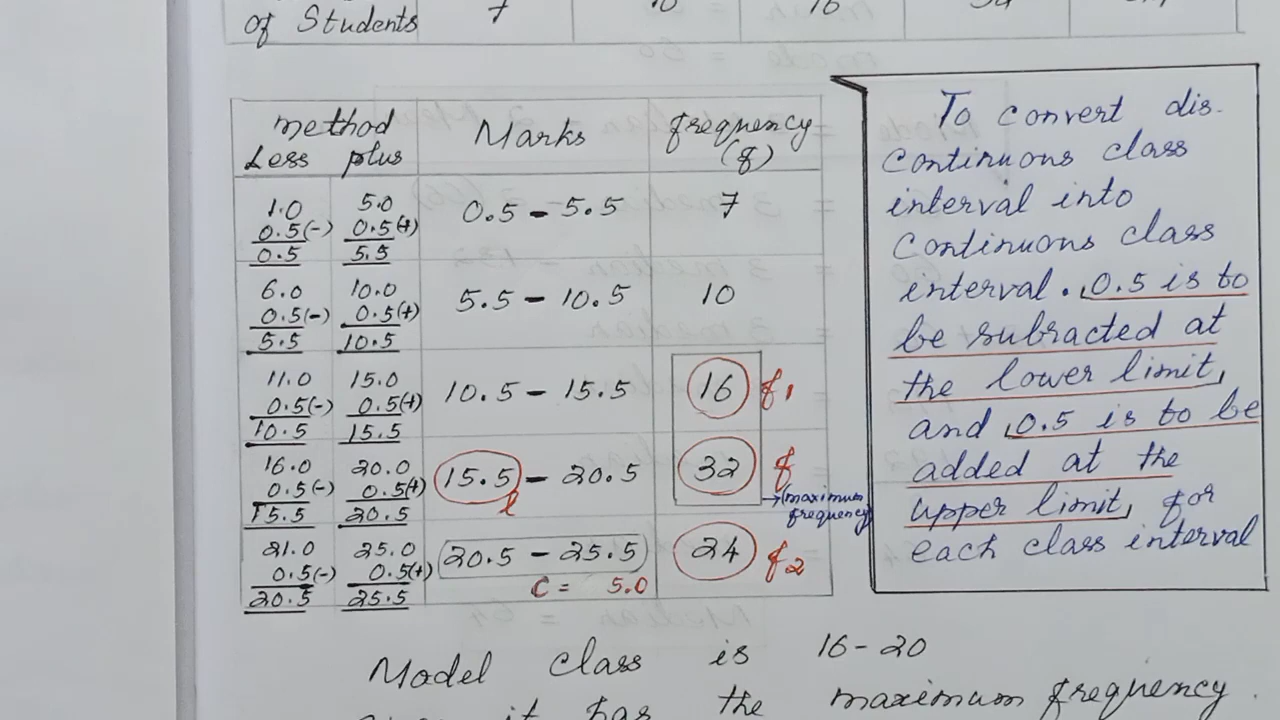 of Students 7 10 16
method Marks frequency
Less plus (f)
1.0 5.0
0.5(-) 0.5(+) 0.5 - 5.5 7
0.5 5.5
6.0 10.0
0.5(-) 0.5(+) 5.5 - 10.5 10
5.5 10.5
11.0 15.0
0.5(-) 0.5(+) 10.5 - 15.5 16 f1
10.5 15.5
16.0 20.0
0.5(-) 0.5(+) 15.5 - 20.5 32 f
15.5 20.5 l
→(maximum
frequency)
21.0 25.0
0.5(-) 0.5(+) (20.5 - 25.5) 24 f2
20.5 25.5 C = 5.0
To convert dis-
continuous class
interval into
Continuous class
interval. 0.5 is to
be subracted at
the lower limit,
and 0.5 is to be
added at the
upper limit, for
each class interval
Model class is 16-20
it has the maximum frequency.